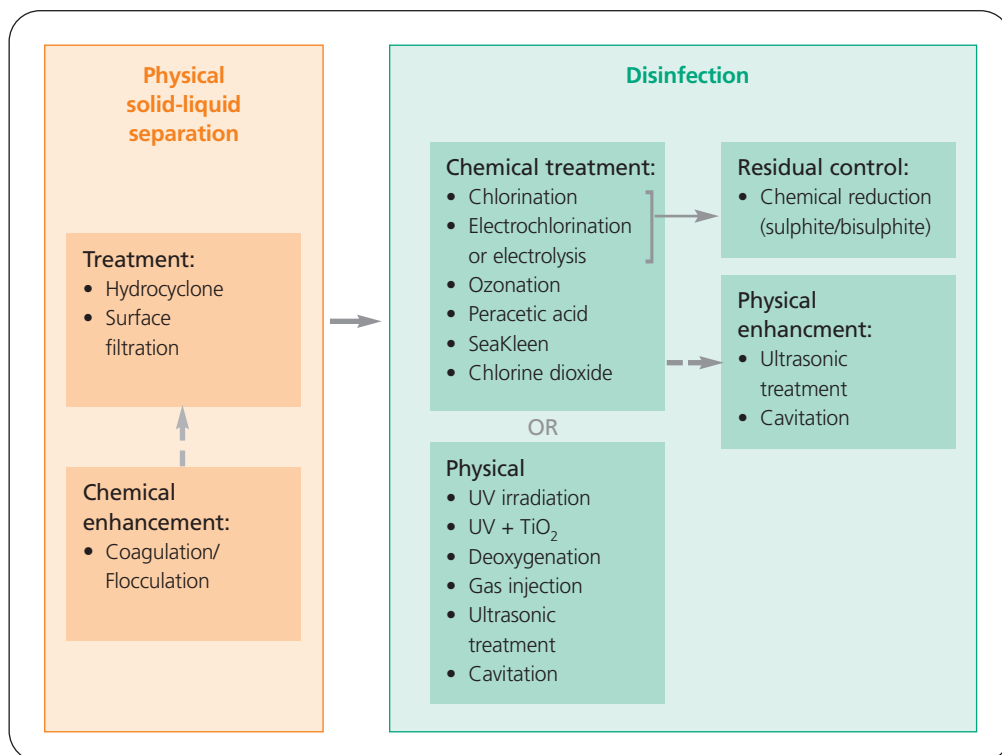 Physical
solid-liquid
separation
Treatment:
• Hydrocyclone
• Surface
filtration
Chemical
enhancement:
• Coagulation/
Flocculation
Disinfection
Chemical treatment:
• Chlorination
• Electrochlorination
or electrolysis
• Ozonation
• Peracetic acid
• SeaKleen
• Chlorine dioxide
OR
Physical
• UV irradiation
• UV + TiO₂
• Deoxygenation
• Gas injection
• Ultrasonic
treatment
• Cavitation
Residual control:
• Chemical reduction
(sulphite/bisulphite)
Physical
enhancment:
• Ultrasonic
treatment
• Cavitation